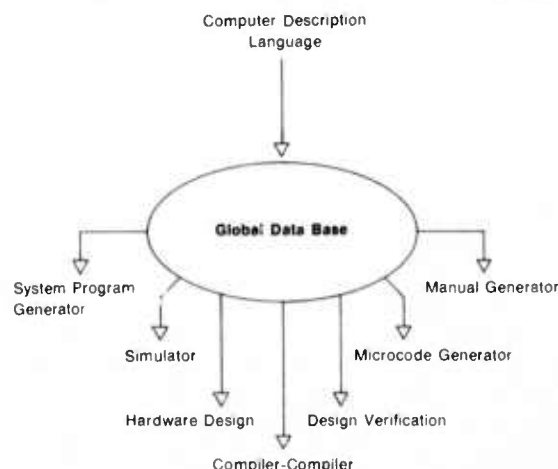 Computer Description
Language
Global Data Base
System Program
Generator
Manual Generator
Simulator
Microcode Generator
Hardware Design
Design Verification
Compiler-Compiler